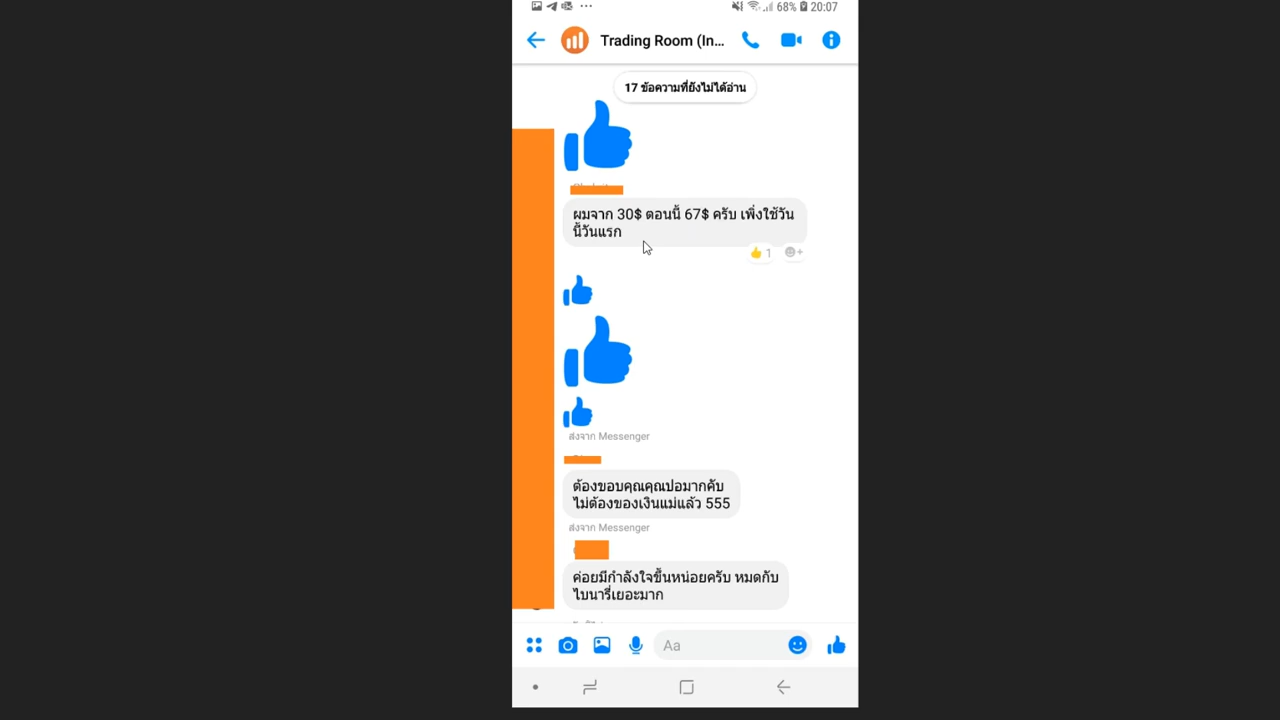 68% 20:07
Trading Room (In...
17 ข้อความที่ยังไม่ได้อ่าน
ผมจาก 30$ ตอนนี้ 67$ ครับ เพิ่งใช้วัน
นี้วันแรก
1
ส่งจาก Messenger
ต้องขอบคุณคุณปอมากคับ
ไม่ต้องของเงินแม่แล้ว 555
ส่งจาก Messenger
ค่อยมีกำลังใจขึ้นหน่อยครับ หมดกับ
ไบนารี่เยอะมาก
Aa